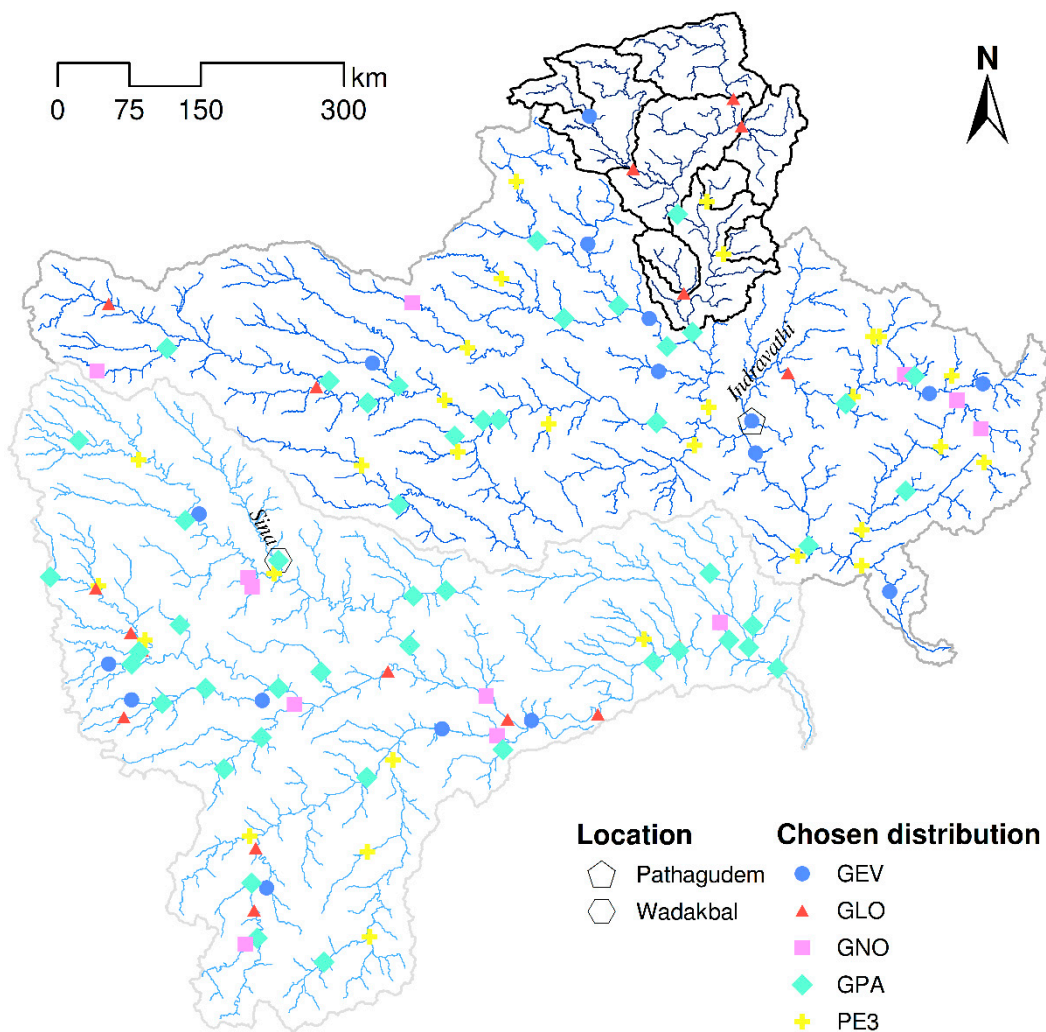 N
km
0 75 150 300
Indravathi
Sina
Location
Pathagudem
Wadakbal
Chosen distribution
GEV
GLO
GNO
GPA
PE3